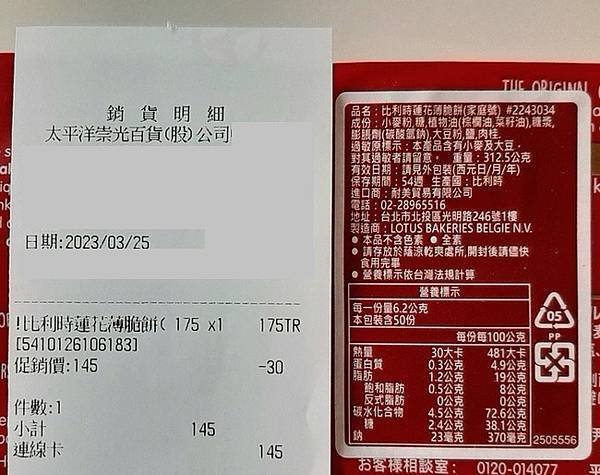 銷貨明細
太平洋崇光百貨(股)公司
日期:2023/03/25
!比利時蓮花薄脆餅( 175 x1 175TR
[5410126106183]
促銷價:145 -30
件數:1
小計 145
連線卡 145
THE ORIGINAL
品名：比利時蓮花薄脆餅(家庭號) #2243034
成份：小麥粉,糖,植物油(棕櫚油,菜籽油),糖漿,
膨脹劑(碳酸氫鈉),大豆粉,鹽,肉桂.
過敏原標示：本產品含有小麥及大豆，
對其過敏者請留意。 重量：312.5公克
有效日期：請見外包裝(西元日/月/年)
保存期間：54週 生產國：比利時
進口商：耐美貿易有限公司
電話：02-28965516
地址：台北市北投區光明路246號1樓
製造商：LOTUS BAKERIES BELGIE N.V.
● 本品不含色素 ● 全素
● 請存放於蔭涼乾爽處所,開封後請儘快
食用完畢
● 營養標示依台灣法規計算
營養標示
每一份量6.2公克
本包裝含50份
每份 每100公克
熱量 30大卡 481大卡
蛋白質 0.3公克 4.9公克
脂肪 1.2公克 19公克
飽和脂肪 0.5公克 8公克
反式脂肪 0公克 0公克
碳水化合物 4.5公克 72.6公克
糖 2.4公克 38.1公克
鈉 23毫克 370毫克
05
PP
2505556
お客様相談室: 0120-014077